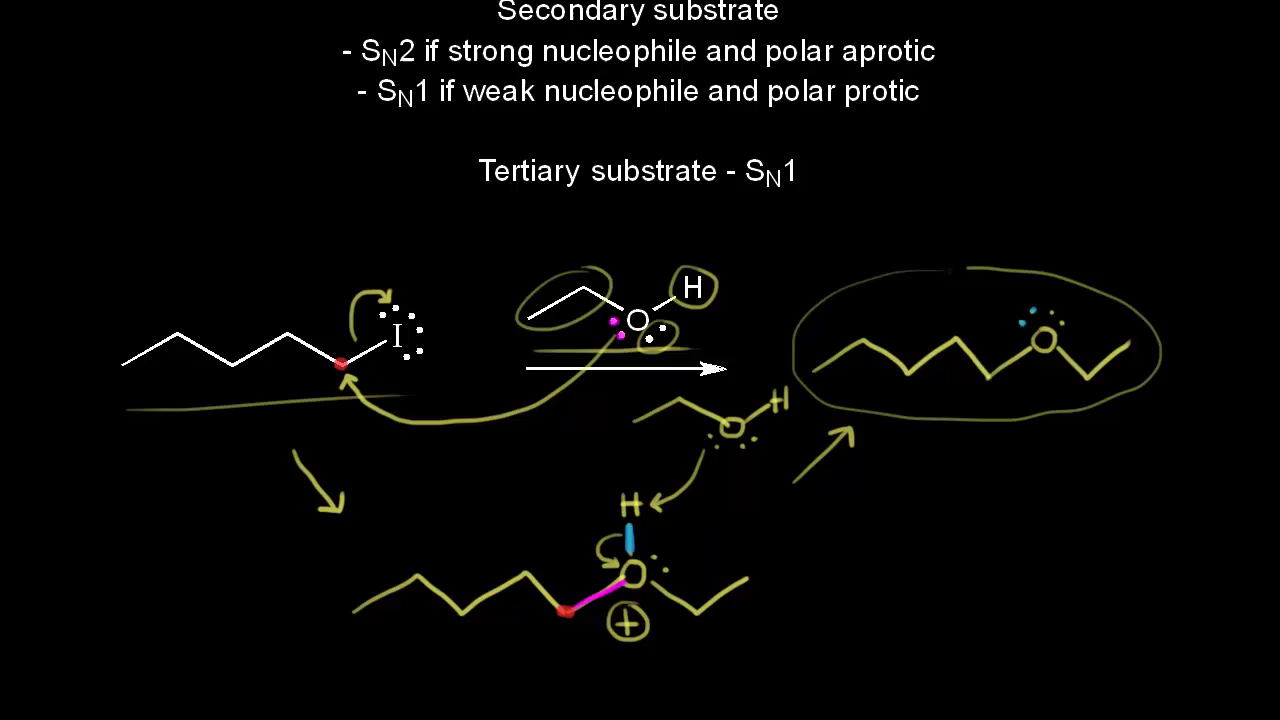 Secondary substrate
- SN2 if strong nucleophile and polar aprotic
- SN1 if weak nucleophile and polar protic
Tertiary substrate - SN1
H
I
O
O
H
O
H
O
+